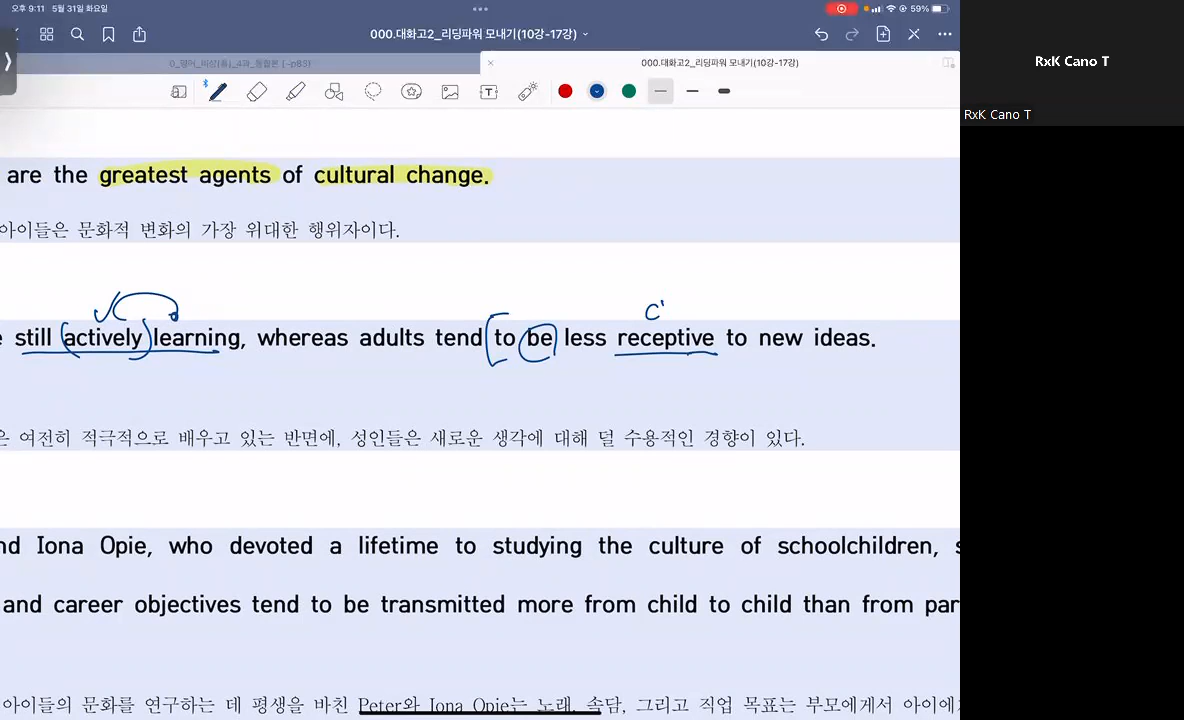 오후 9:11 5월 31일 화요일
59%
000.대화고2_리딩파워 모내기(10강-17강)
000.대화고2_리딩파워 모내기(10강-17강)
RxK Cano T
RxK Cano T
are the greatest agents of cultural change.
아이들은 문화적 변화의 가장 위대한 행위자이다.
C'
still actively learning, whereas adults tend to be less receptive to new ideas.
은 여전히 적극적으로 배우고 있는 반면에, 성인들은 새로운 생각에 대해 덜 수용적인 경향이 있다.
nd Iona Opie, who devoted a lifetime to studying the culture of schoolchildren, s
and career objectives tend to be transmitted more from child to child than from par
아이들의 문화를 연구하는 데 평생을 바친 Peter와 Iona Opie는 노래, 속담, 그리고 직업 목표는 부모에게서 아이에